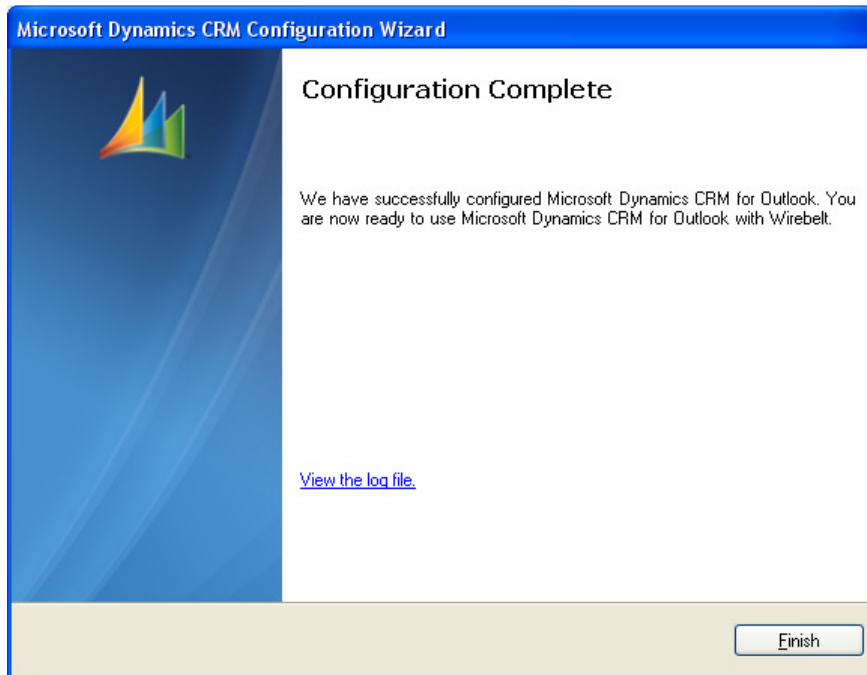 Microsoft Dynamics CRM Configuration Wizard
Configuration Complete
We have successfully configured Microsoft Dynamics CRM for Outlook. You
are now ready to use Microsoft Dynamics CRM for Outlook with Wirebelt.
View the log file.
Finish